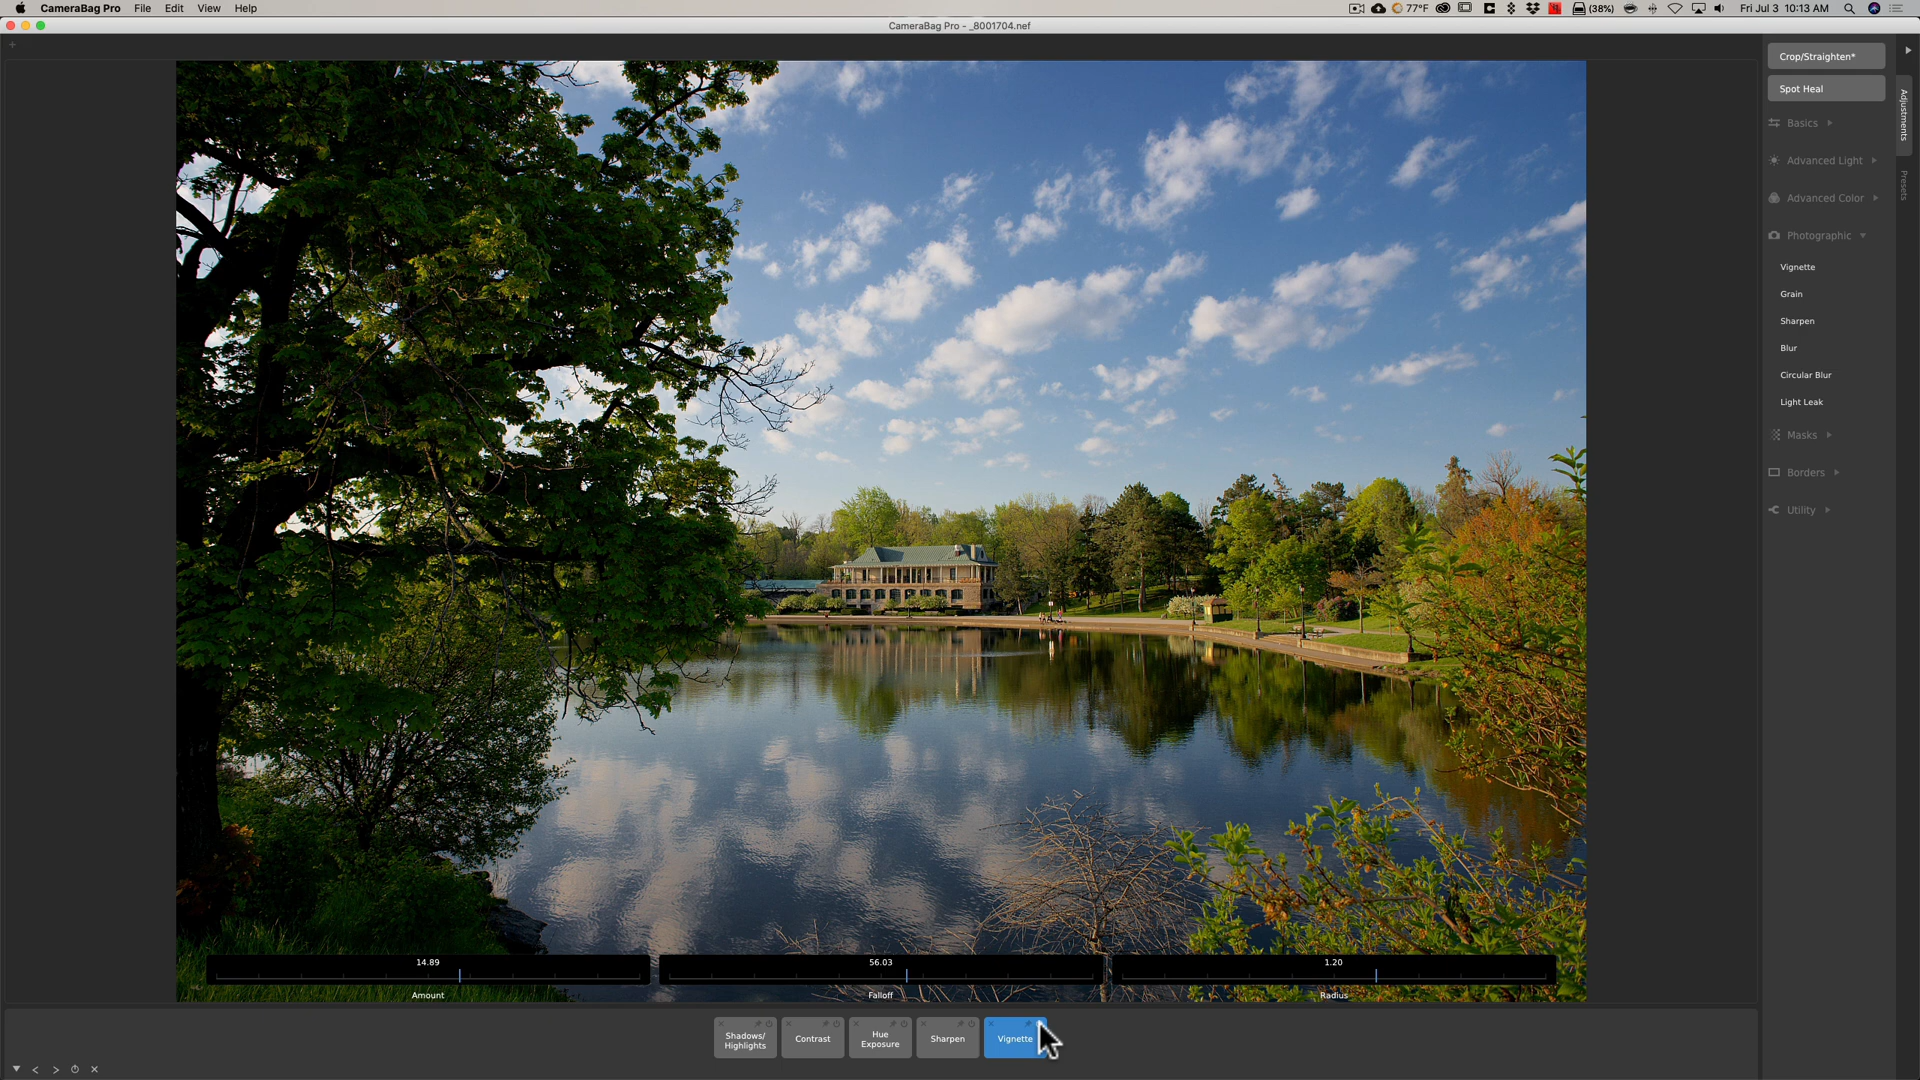 CameraBag Pro File Edit View Help
77°F (38%) Fri Jul 3 10:13 AM
CameraBag Pro - _8001704.nef
Crop/Straighten*
Spot Heal
Basics
Advanced Light
Advanced Color
Photographic
Vignette
Grain
Sharpen
Blur
Circular Blur
Light Leak
Masks
Borders
Utility
Adjustments
Presets
14.89
Amount
56.03
Falloff
1.20
Radius
Shadows/
Highlights
Contrast
Hue
Exposure
Sharpen
Vignette